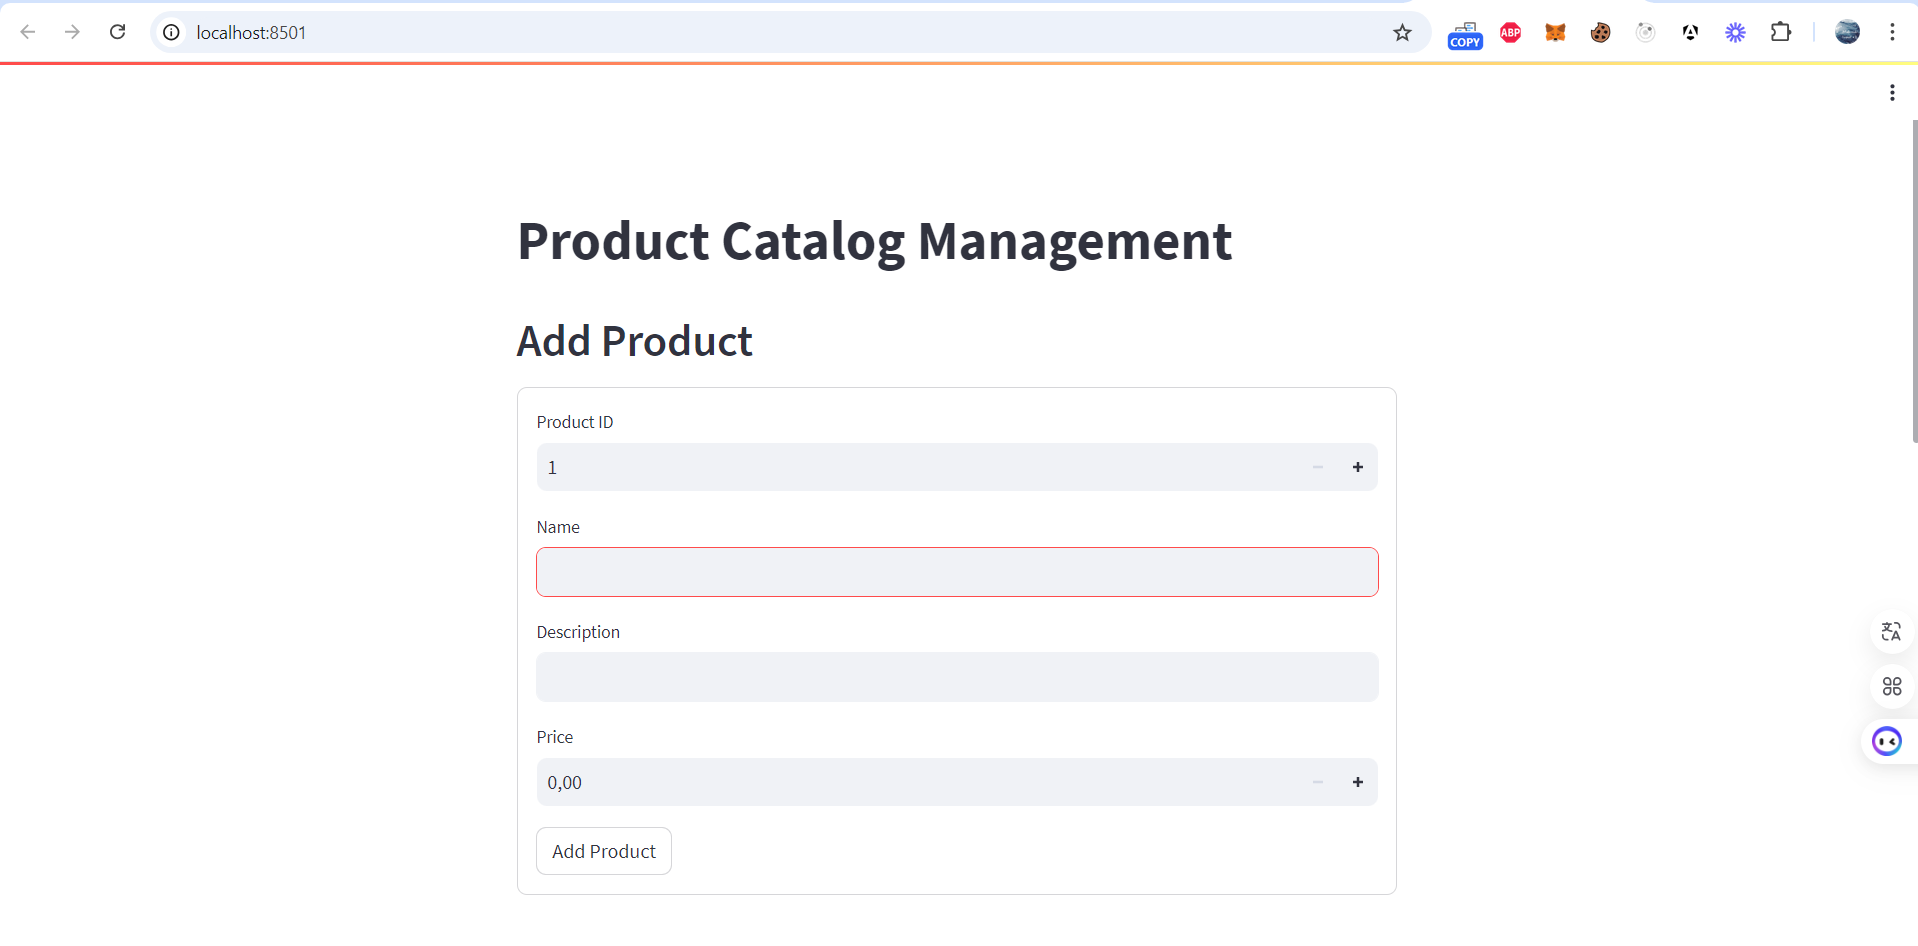 localhost:8501
COPY
ABP
Product Catalog Management
Add Product
Product ID
1
Name
Description
Price
0,00
Add Product